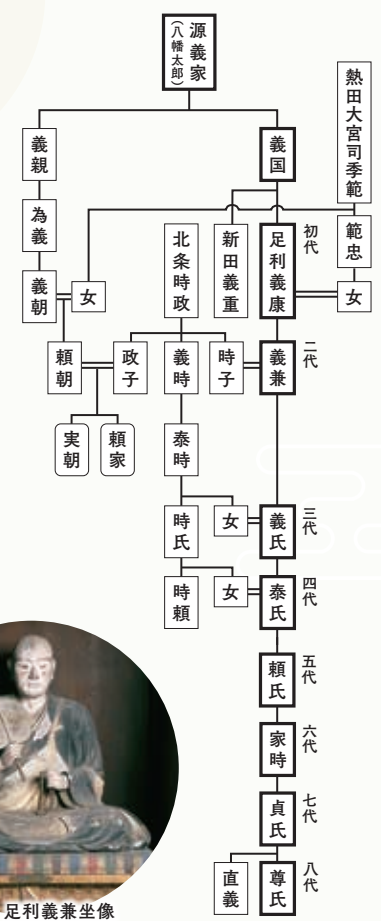 源義家
（八幡太郎）
熱田大宮司季範
義国
義親
範忠
女
初代
足利義康
新田義重
北条時政
女
為義
義朝
二代
義兼
時子
義時
政子
頼朝
頼家
実朝
泰時
三代
義氏
女
時氏
四代
泰氏
女
時頼
五代
頼氏
六代
家時
七代
貞氏
八代
尊氏
直義
足利義兼坐像